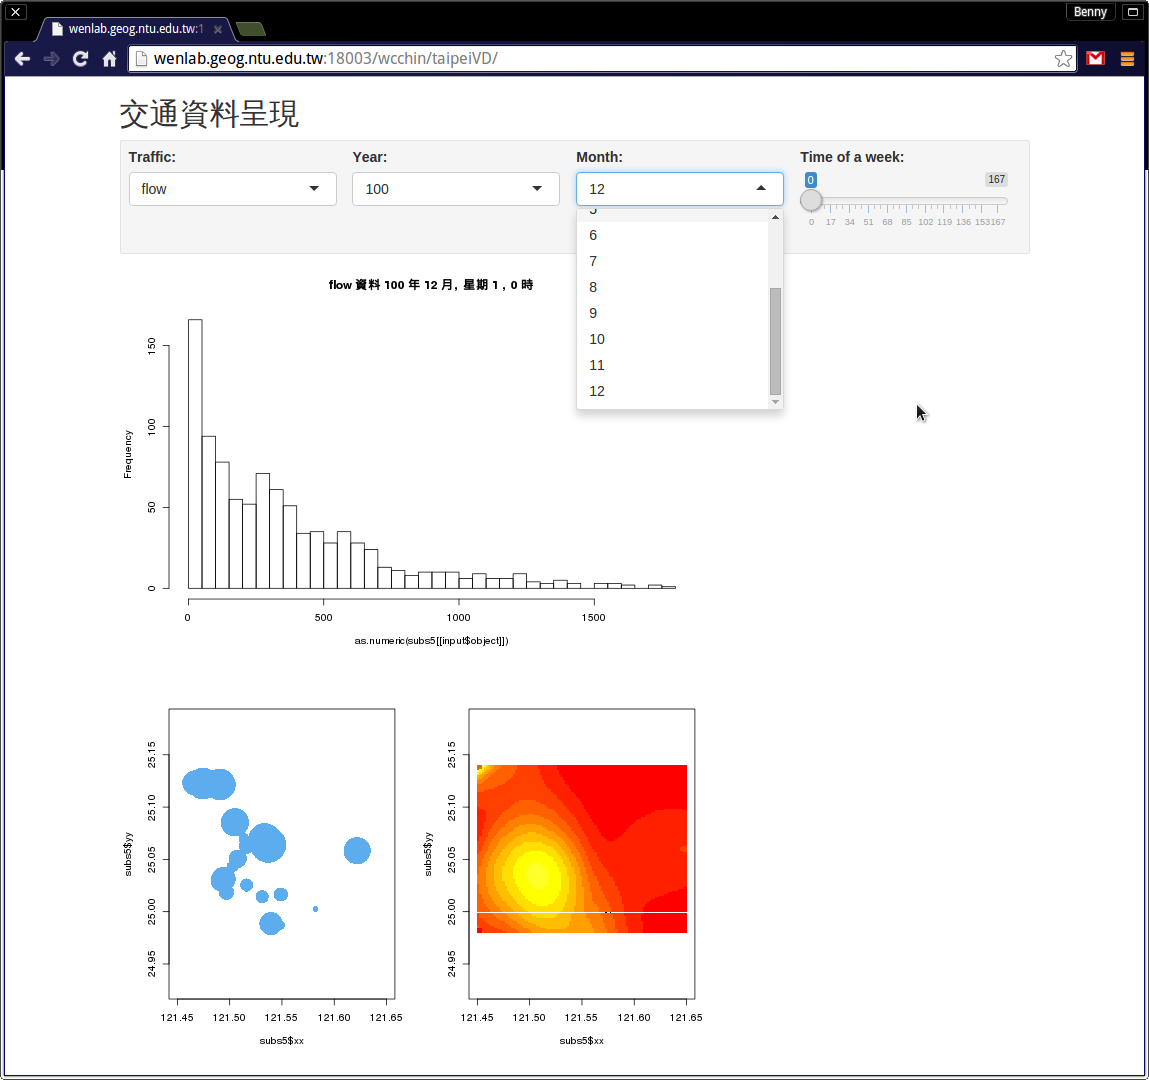 Benny
wenlab.geog.ntu.edu.tw:1
wenlab.geog.ntu.edu.tw:18003/wcchin/taipeiVD/
交通資料呈現
Traffic: Year: Month: Time of a week:
flow 100 12 0 167
0 17 34 51 68 85 102 119 136 153 167
5
6
7
8
9
10
11
12
flow 資料 100 年 12 月, 星期 1 , 0 時
Frequency
150
100
50
0
0 500 1000 1500
as.numeric(subs5[[input$object]])
subs5$yy
25.15
25.10
25.05
25.00
24.95
121.45 121.50 121.55 121.60 121.65
subs5$xx
subs5$yy
25.15
25.10
25.05
25.00
24.95
121.45 121.50 121.55 121.60 121.65
subs5$xx